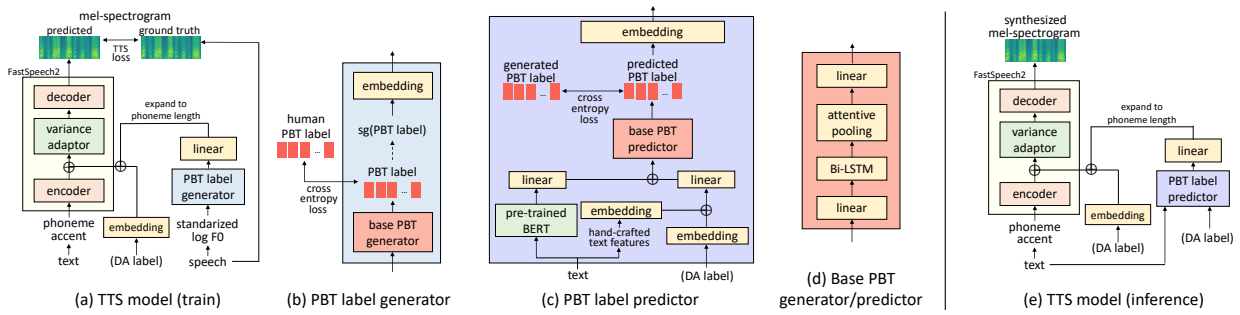 mel-spectrogram
predicted
ground truth
TTS
loss
FastSpeech2
decoder
variance
adaptor
encoder
phoneme
accent
text
expand to
phoneme length
linear
PBT label
generator
standarized
log F0
speech
embedding
(DA label)
(a) TTS model (train)
embedding
sg(PBT label)
human
PBT label
...
PBT label
...
cross
entropy
loss
base PBT
generator
(b) PBT label generator
embedding
generated
PBT label
...
predicted
PBT label
...
cross
entropy
loss
base PBT
predictor
linear
linear
pre-trained
BERT
embedding
hand-crafted
text features
embedding
text
(DA label)
(c) PBT label predictor
linear
attentive
pooling
Bi-LSTM
linear
(d) Base PBT
generator/predictor
synthesized
mel-spectrogram
FastSpeech2
decoder
variance
adaptor
encoder
phoneme
accent
text
expand to
phoneme length
linear
PBT label
predictor
embedding
(DA label)
(DA label)
(e) TTS model (inference)